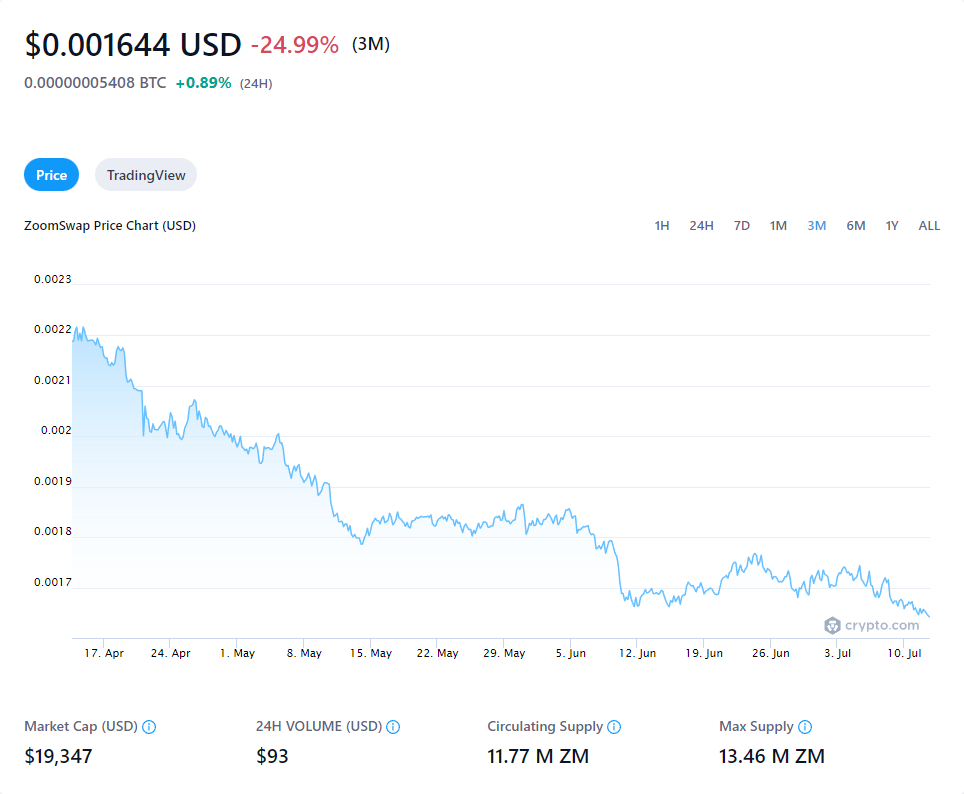 $0.001644 USD -24.99% (3M)
0.00000005408 BTC +0.89% (24H)
Price TradingView
ZoomSwap Price Chart (USD) 1H 24H 7D 1M 3M 6M 1Y ALL
0.0023
0.0022
0.0021
0.002
0.0019
0.0018
0.0017
crypto.com
17. Apr 24. Apr 1. May 8. May 15. May 22. May 29. May 5. Jun 12. Jun 19. Jun 26. Jun 3. Jul 10. Jul
Market Cap (USD) 24H VOLUME (USD) Circulating Supply Max Supply
$19,347 $93 11.77 M ZM 13.46 M ZM